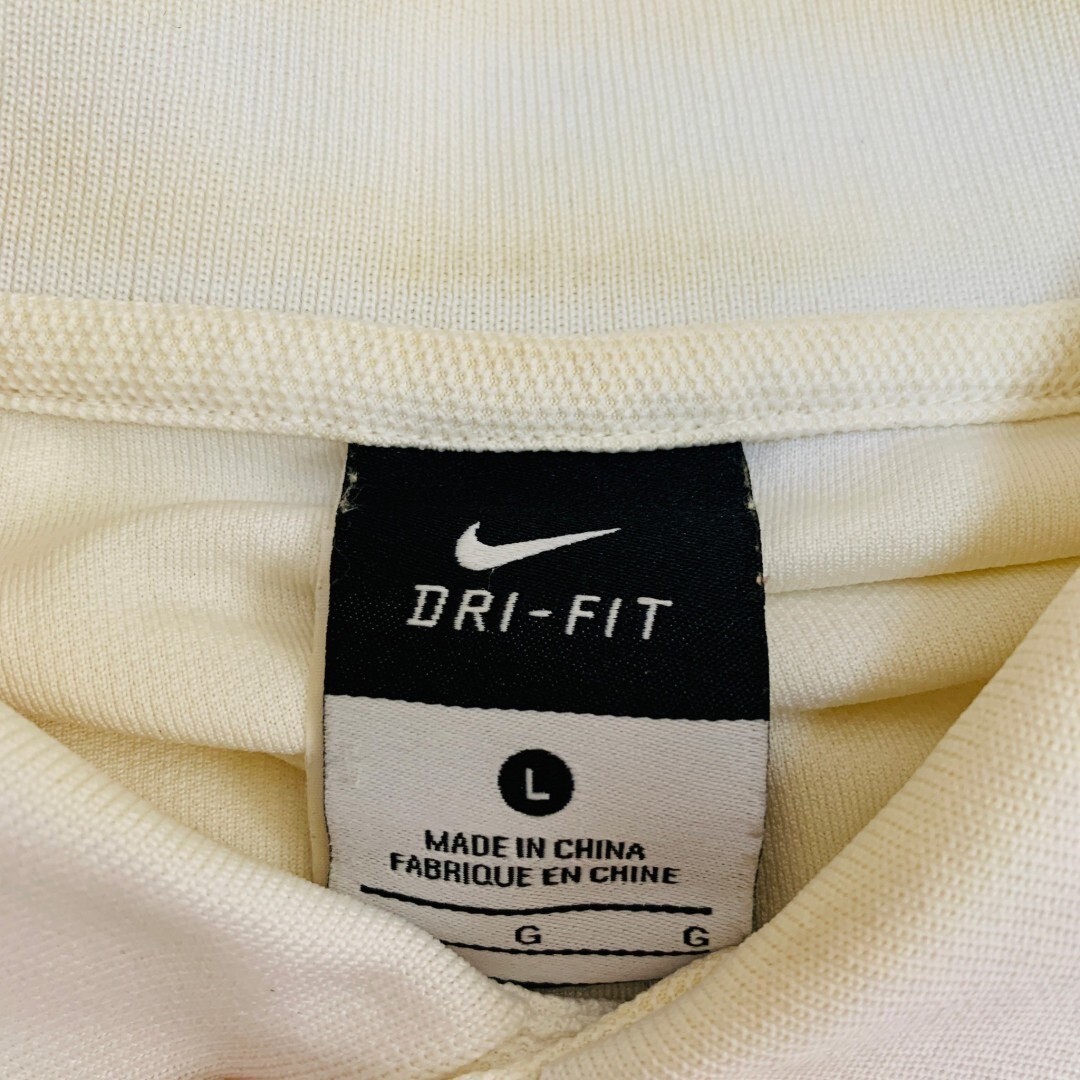 DRI-FIT
L
MADE IN CHINA
FABRIQUE EN CHINE
G G